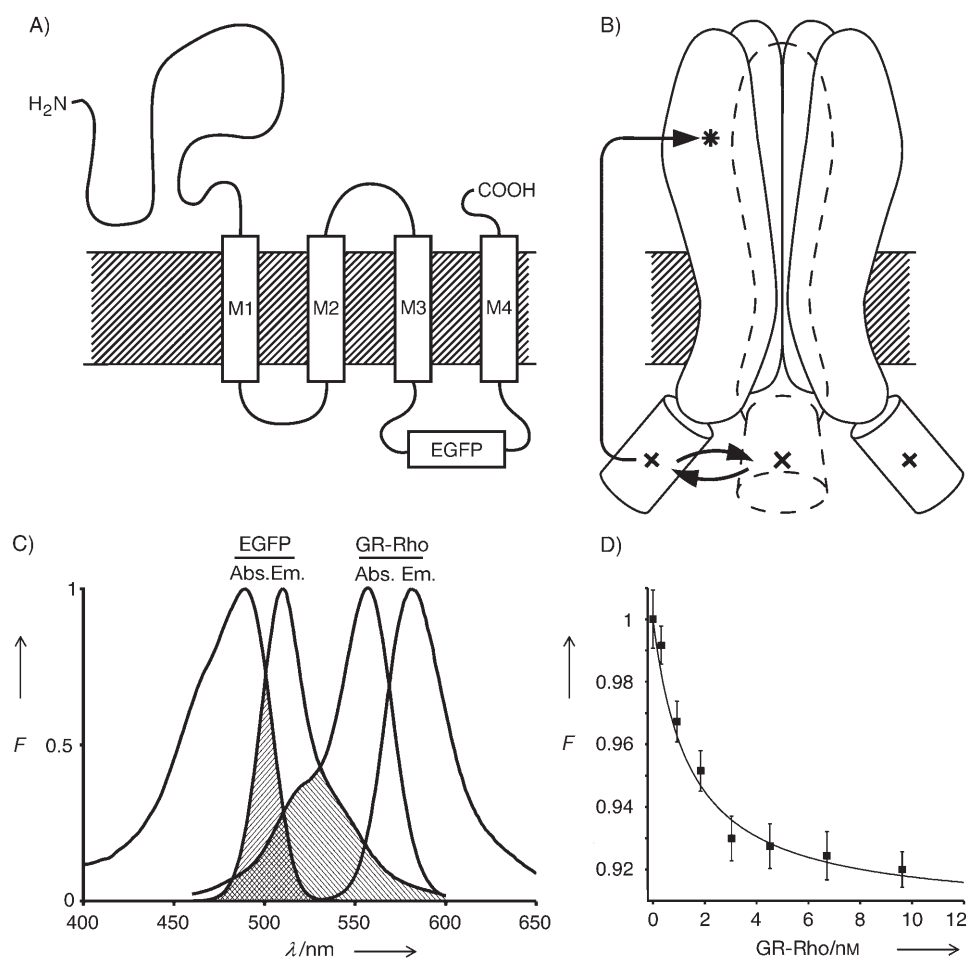 A)
H2N
COOH
M1 M2 M3 M4
EGFP
B)
C)
EGFP GR-Rho
Abs. Em. Abs. Em.
1
0.5
0
F
400 450 500 550 600 650
λ/nm
D)
1
0.98
0.96
0.94
0.92
F
0 2 4 6 8 10 12
GR-Rho/nM